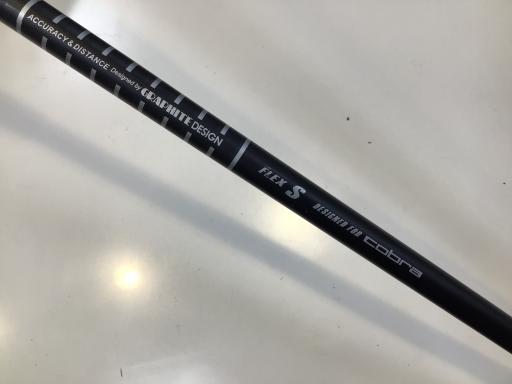 ACCURACY & DISTANCE Designed by GRAPHITE DESIGN
FLEX S DESIGNED FOR cobra